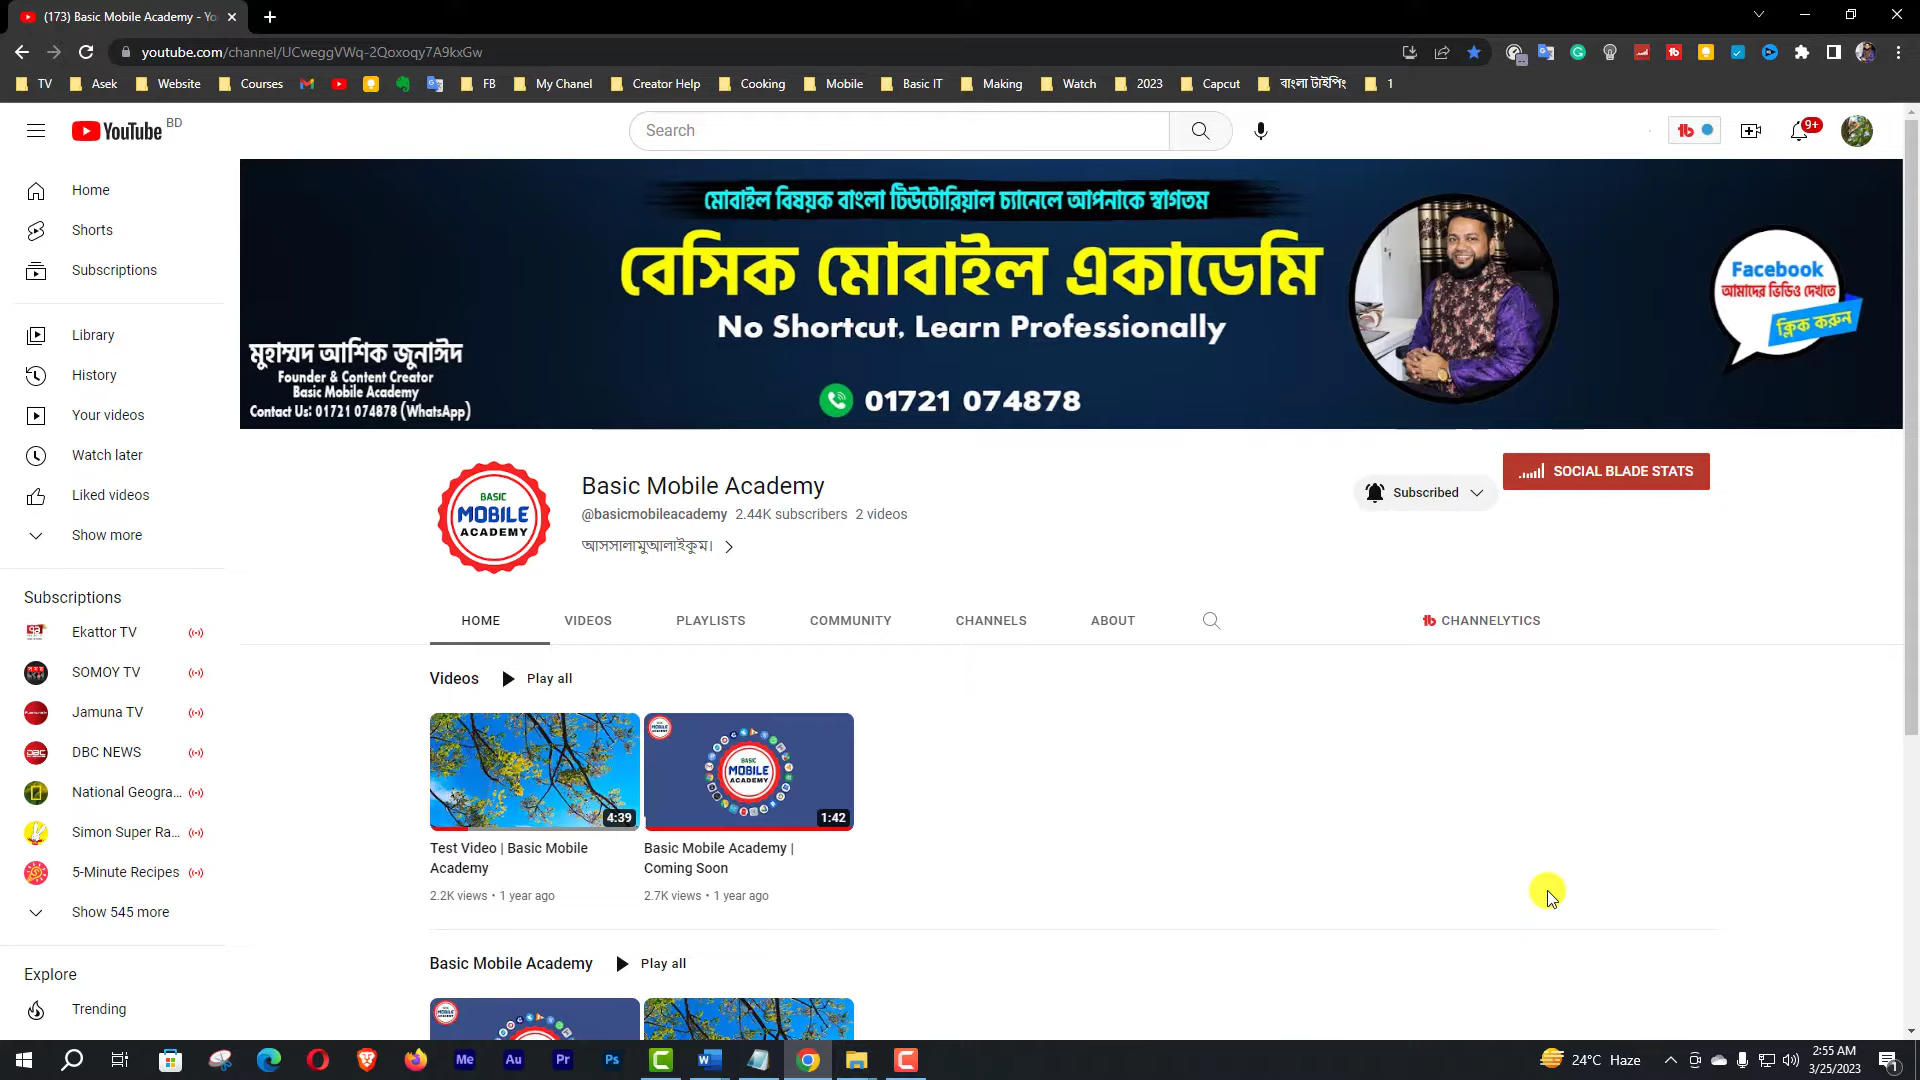 (173) Basic Mobile Academy - Yo
youtube.com/channel/UCweggVWq-2Qoxoqy7A9kxGw
TV Asek Website Courses FB My Chanel Creator Help Cooking Mobile Basic IT Making Watch 2023 Capcut বাংলা টাইপিং 1
YouTube BD
Search
9+
Home
Shorts
Subscriptions
Library
History
Your videos
Watch later
Liked videos
Show more
Subscriptions
Ekattor TV
SOMOY TV
Jamuna TV
DBC NEWS
National Geogra...
Simon Super Ra...
5-Minute Recipes
Show 545 more
Explore
Trending
মোবাইল বিষয়ক বাংলা টিউটোরিয়াল চ্যানেলে আপনাকে স্বাগতম
বেসিক মোবাইল একাডেমি
No Shortcut, Learn Professionally
01721 074878
মুহাম্মদ আশিক জুনাঈদ
Founder & Content Creator
Basic Mobile Academy
Contact Us: 01721 074878 (WhatsApp)
Facebook
আমাদের ভিডিও দেখতে
ক্লিক করুন
BASIC
MOBILE
ACADEMY
Basic Mobile Academy
@basicmobileacademy 2.44K subscribers 2 videos
আসসালামুআলাইকুম।
Subscribed
SOCIAL BLADE STATS
HOME VIDEOS PLAYLISTS COMMUNITY CHANNELS ABOUT CHANNELYTICS
Videos Play all
4:39
BASIC
MOBILE
ACADEMY
1:42
Test Video | Basic Mobile
Academy
2.2K views • 1 year ago
Basic Mobile Academy |
Coming Soon
2.7K views • 1 year ago
Basic Mobile Academy Play all
Me Au Pr Ps
24°C Haze
2:55 AM
3/25/2023
1